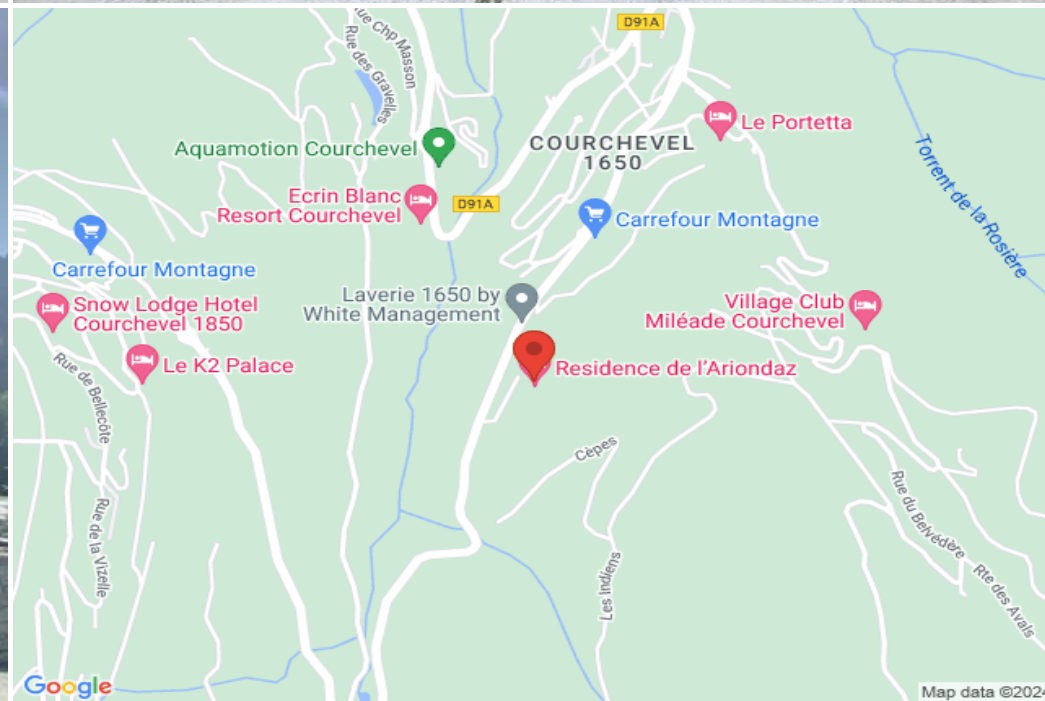 D91A
Rue Chp Masson
Rue des Gravelles
Le Portetta
Aquamotion Courchevel
COURCHEVEL
1650
Torrent de la Rosière
Ecrin Blanc
Resort Courchevel
D91A
Carrefour Montagne
Carrefour Montagne
Laverie 1650 by
White Management
Village Club
Miléade Courchevel
Snow Lodge Hotel
Courchevel 1850
Le K2 Palace
Residence de l'Ariondaz
Rue de Bellecôte
Cèpes
Rue de la Vizelle
Rue du Belvédère
Les Indiens
Rte des Avals
Google
Map data ©2024